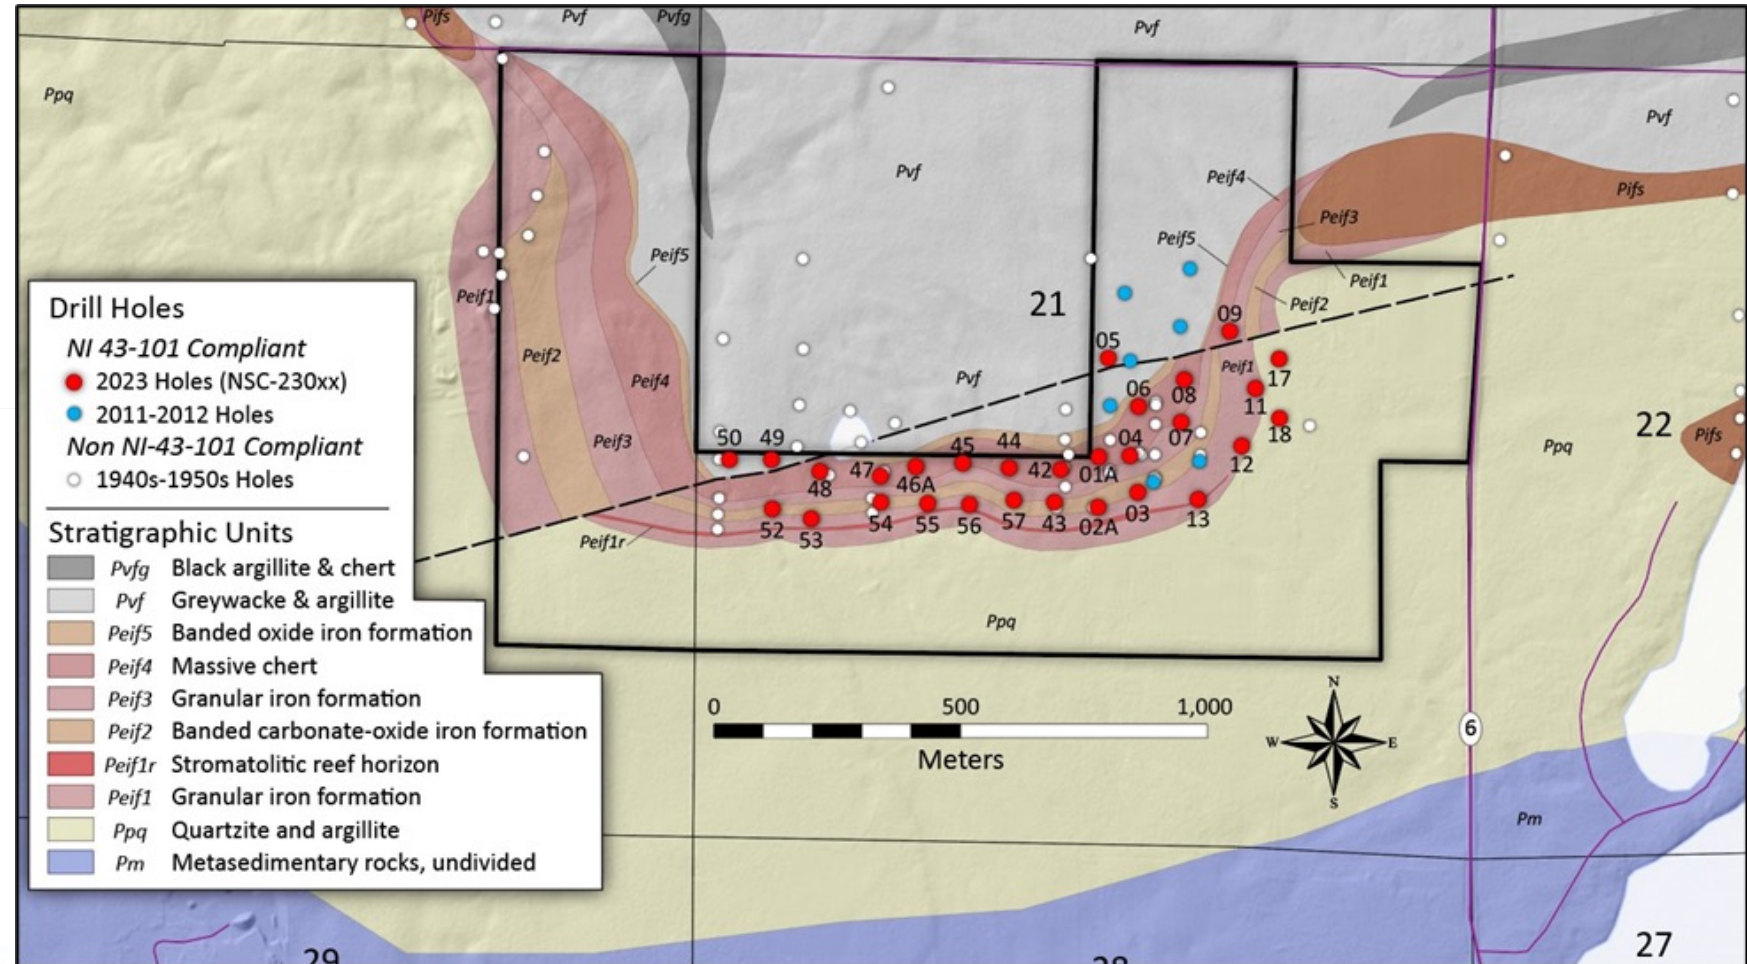 Pifs
Pvf
Pvfg
Pvf
Ppq
Pvf
Pvf
Peif4
Pifs
Peif3
Peif5
Peif5
Peif1
21
Peif1
Peif2
09
05
Peif2
Pvf
Peif1
Peif4
17
06
08
11
22
Pifs
Peif3
50
49
45
44
04
07
18
Ppq
47
42
01A
12
48
46A
52
53
54
55
56
57
43
02A
03
13
Peif1r
Ppq
Drill Holes
NI 43-101 Compliant
2023 Holes (NSC-230xx)
2011-2012 Holes
Non NI-43-101 Compliant
1940s-1950s Holes
Stratigraphic Units
Pvfg Black argillite & chert
Pvf Greywacke & argillite
Peif5 Banded oxide iron formation
Peif4 Massive chert
Peif3 Granular iron formation
Peif2 Banded carbonate-oxide iron formation
Peif1r Stromatolitic reef horizon
Peif1 Granular iron formation
Ppq Quartzite and argillite
Pm Metasedimentary rocks, undivided
0 500 1,000
Meters
N
W E
S
6
Pm
29
28
27